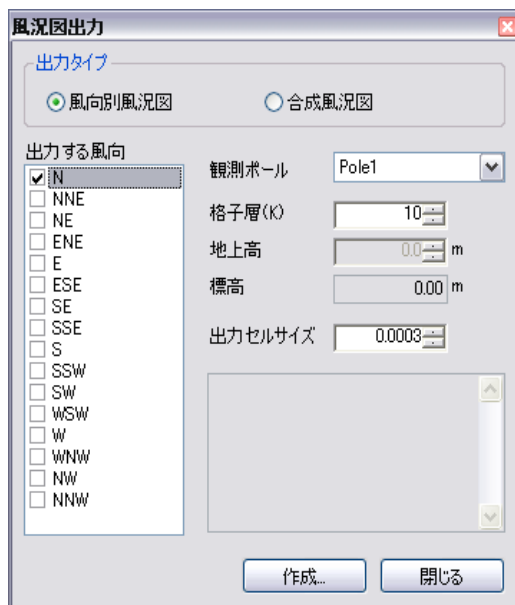 風況図出力
出力タイプ
風向別風況図
合成風況図
出力する風向
N
NNE
NE
ENE
E
ESE
SE
SSE
S
SSW
SW
WSW
W
WNW
NW
NNW
観測ポール Pole1
格子層(K) 10
地上高 0.0 m
標高 0.00 m
出力セルサイズ 0.0003
作成...
閉じる